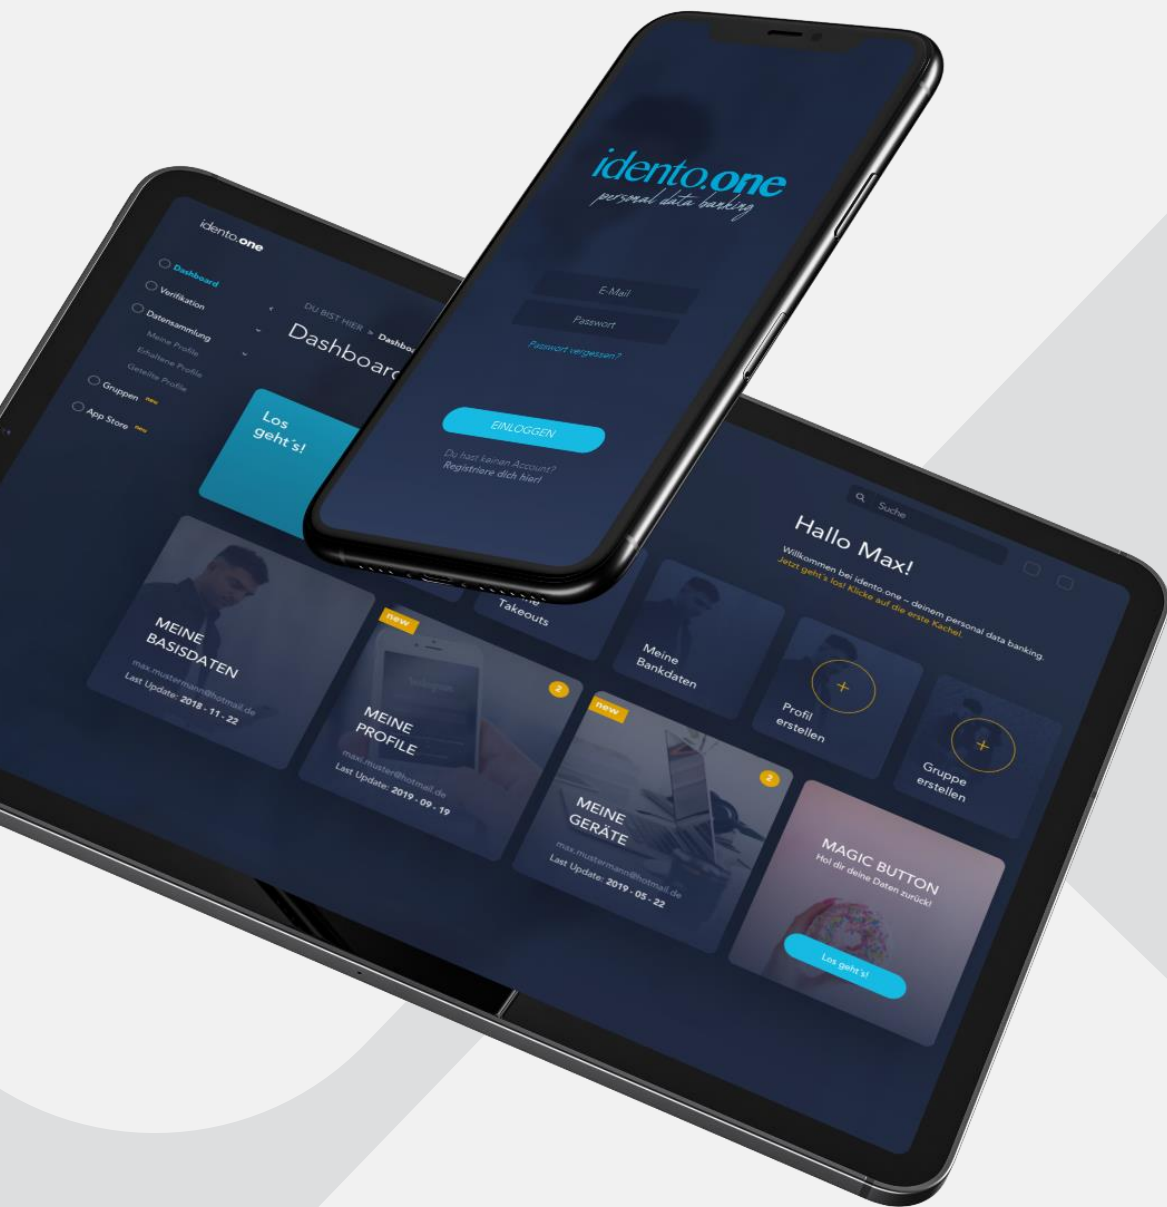 idento.one
personal data banking
E-Mail
Passwort
Passwort vergessen?
EINLOGGEN
Du hast keinen Account?
Registriere dich hier!
idento.one
Dashboard
Verifikation
Datensammlung
Meine Profile
Erhaltene Profile
Geteilte Profile
Gruppen new
App Store new
DU BIST HIER >
Los
geht's!
Suche
Hallo Max!
Willkommen bei idento.one – deinem personal data banking.
Jetzt geht's los! Klicke auf die erste Kachel.
Takeouts
Meine
Bankdaten
Profil
erstellen
Gruppe
erstellen
MEINE
BASISDATEN
max.mustermann@hotmail.de
Last Update: 2018 - 11 - 22
new
2
MEINE
PROFILE
maxi.muster@hotmail.de
Last Update: 2019 - 09 - 19
new
2
MEINE
GERÄTE
max.mustermann@hotmail.de
Last Update: 2019 - 05 - 22
MAGIC BUTTON
Hol dir deine Daten zurück!
Los geht's!